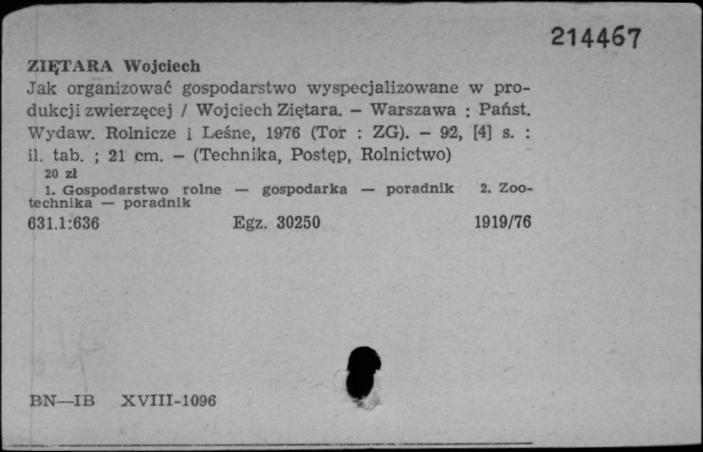 214467
ZIĘTARA Wojciech
Jak organizować gospodarstwo wyspecjalizowane w pro-
dukcji zwierzęcej / Wojciech Ziętara. — Warszawa : Państ.
Wydaw. Rolnicze i Leśne, 1976 (Tor : ZG). — 92, [4] s. :
il. tab. ; 21 cm. — (Technika, Postęp, Rolnictwo)
20 zł
1. Gospodarstwo rolne — gospodarka — poradnik 2. Zoo-
technika — poradnik
631.1:636 Egz. 30250 1919/76
BN—IB XVIII-1096